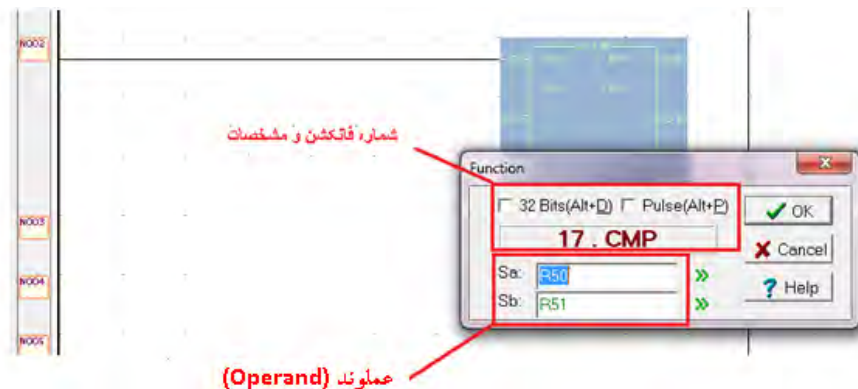 N002
شماره فانکشن و مشخصات
Function
32 Bits(Alt+D) Pulse(Alt+P)
17 . CMP
OK
Cancel
Help
Sa: R50
Sb: R51
N003
N004
N005
عملوند (Operand)